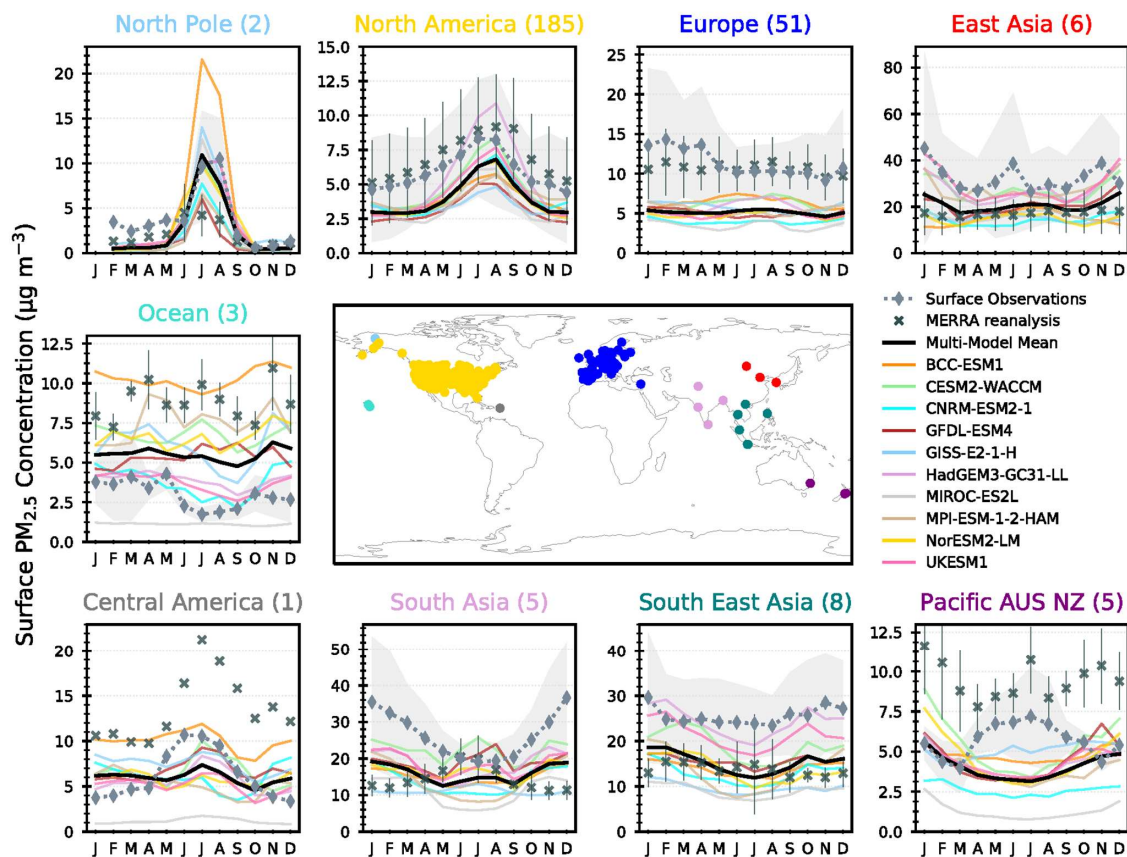 North Pole (2)
North America (185)
Europe (51)
East Asia (6)
20
15
10
5
0
J F M A M J J A S O N D
15.0
12.5
10.0
7.5
5.0
2.5
0.0
J F M A M J J A S O N D
25
20
15
10
5
0
J F M A M J J A S O N D
80
60
40
20
0
J F M A M J J A S O N D
Surface PM2.5 Concentration (µg m⁻³)
Ocean (3)
12.5
10.0
7.5
5.0
2.5
0.0
J F M A M J J A S O N D
Surface Observations
MERRA reanalysis
Multi-Model Mean
BCC-ESM1
CESM2-WACCM
CNRM-ESM2-1
GFDL-ESM4
GISS-E2-1-H
HadGEM3-GC31-LL
MIROC-ES2L
MPI-ESM-1-2-HAM
NorESM2-LM
UKESM1
Central America (1)
South Asia (5)
South East Asia (8)
Pacific AUS NZ (5)
20
15
10
5
0
J F M A M J J A S O N D
50
40
30
20
10
0
J F M A M J J A S O N D
40
30
20
10
0
J F M A M J J A S O N D
12.5
10.0
7.5
5.0
2.5
0.0
J F M A M J J A S O N D